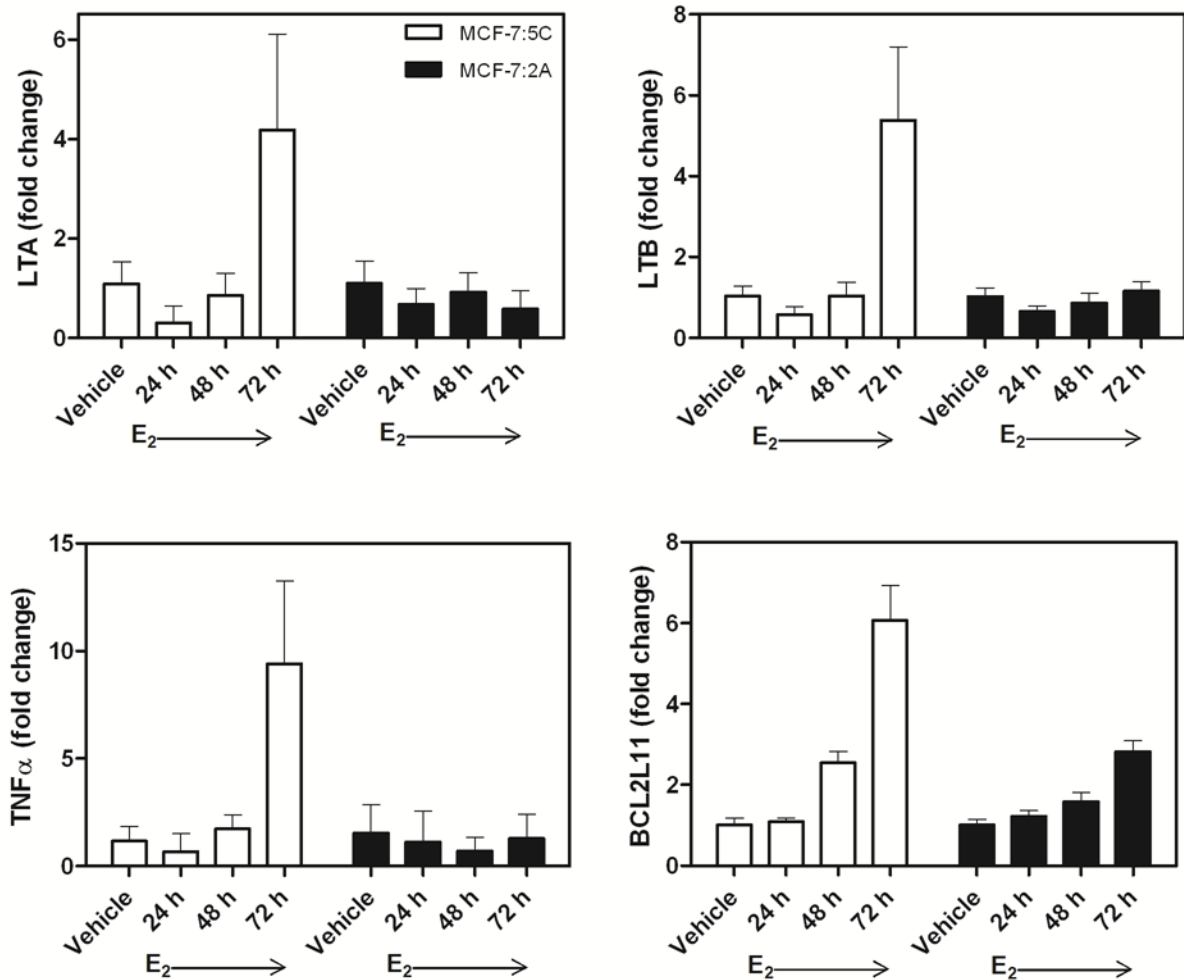 LTA (fold change)
6
4
2
0
MCF-7:5C
MCF-7:2A
Vehicle 24 h 48 h 72 h Vehicle 24 h 48 h 72 h
E₂ E₂
LTB (fold change)
8
6
4
2
0
Vehicle 24 h 48 h 72 h Vehicle 24 h 48 h 72 h
E₂ E₂
TNFα (fold change)
15
10
5
0
Vehicle 24 h 48 h 72 h Vehicle 24 h 48 h 72 h
E₂ E₂
BCL2L11 (fold change)
8
6
4
2
0
Vehicle 24 h 48 h 72 h Vehicle 24 h 48 h 72 h
E₂ E₂